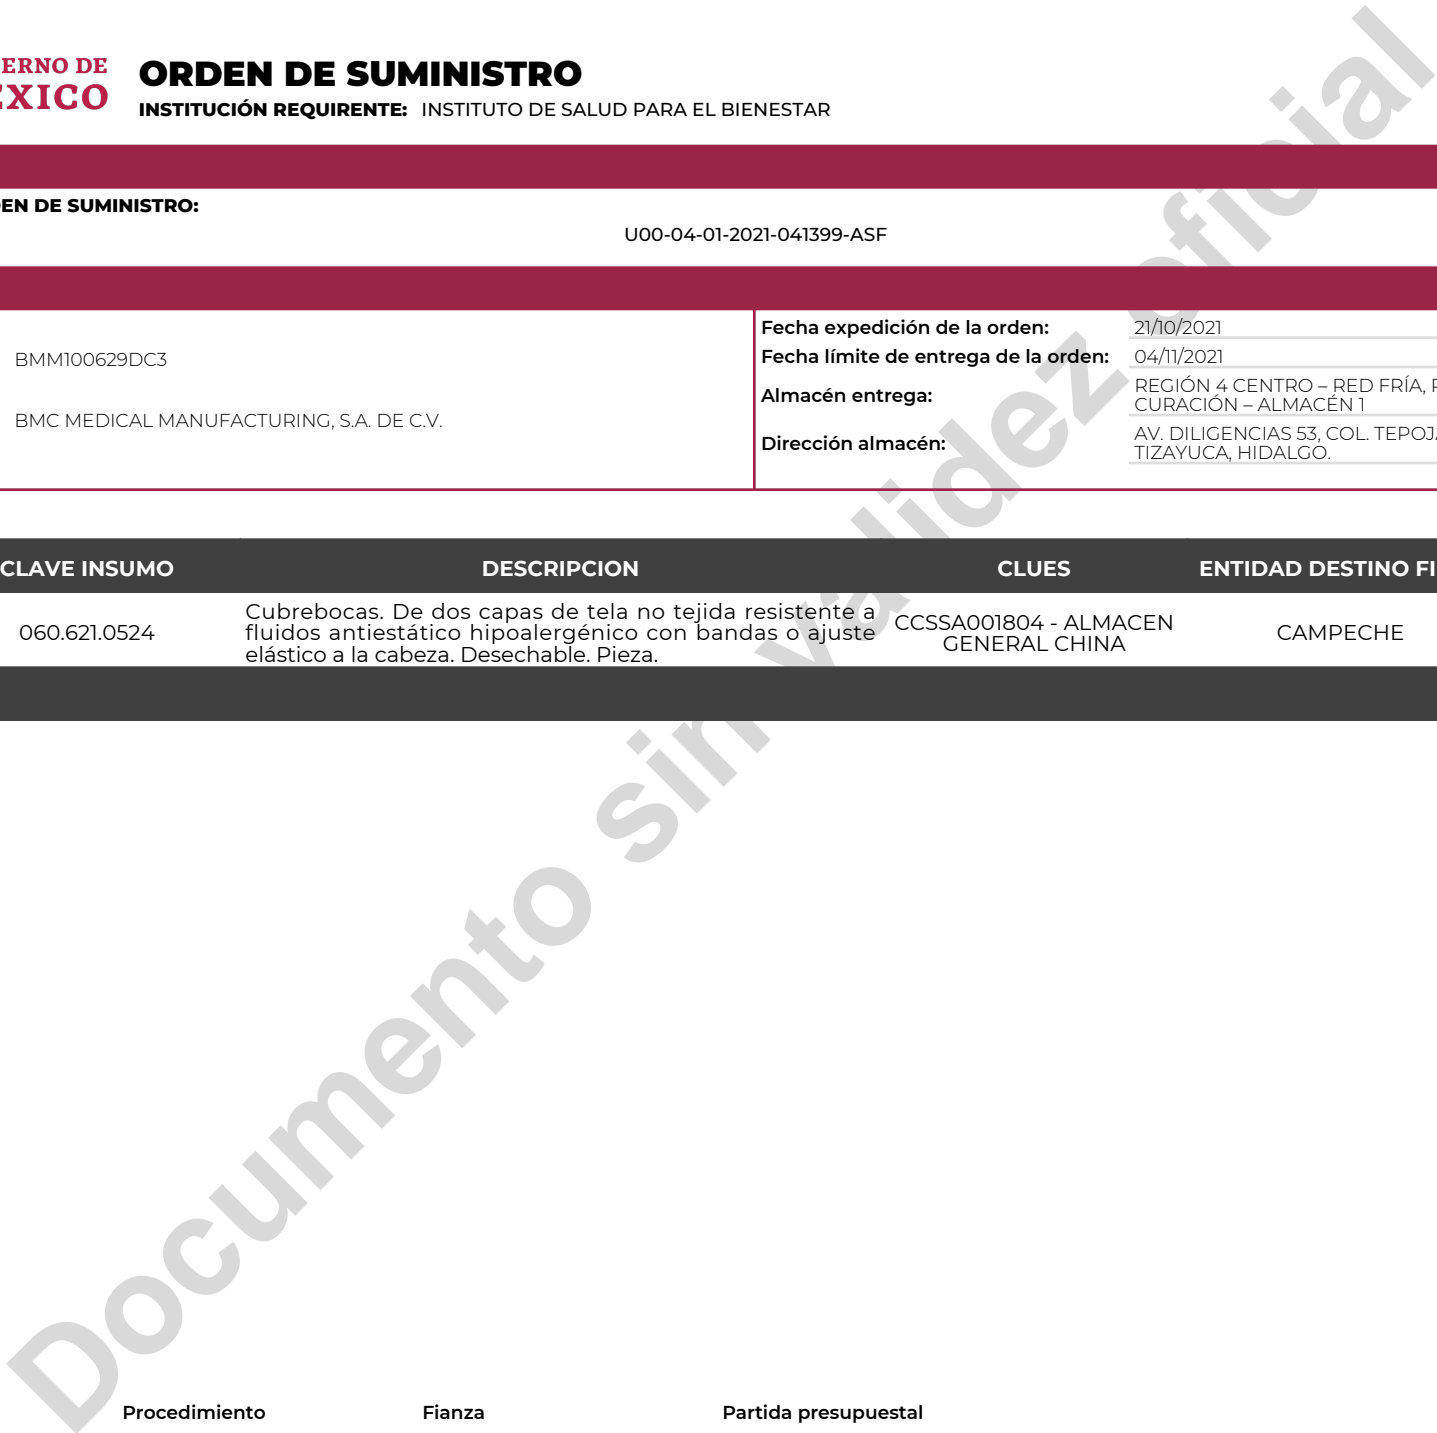 ERNO DE
EXICO
ORDEN DE SUMINISTRO
INSTITUCIÓN REQUIRENTE: INSTITUTO DE SALUD PARA EL BIENESTAR
EN DE SUMINISTRO:
U00-04-01-2021-041399-ASF
BMM100629DC3
BMC MEDICAL MANUFACTURING, S.A. DE C.V.
Fecha expedición de la orden: 21/10/2021
Fecha límite de entrega de la orden: 04/11/2021
Almacén entrega: REGIÓN 4 CENTRO – RED FRÍA,
CURACIÓN – ALMACÉN 1
Dirección almacén: AV. DILIGENCIAS 53, COL. TEPOJ
TIZAYUCA, HIDALGO.
CLAVE INSUMO DESCRIPCION CLUES ENTIDAD DESTINO FI
060.621.0524
Cubrebocas. De dos capas de tela no tejida resistente a
fluidos antiestático hipoalergénico con bandas o ajuste
elástico a la cabeza. Desechable. Pieza.
CCSSA001804 - ALMACEN
GENERAL CHINA
CAMPECHE
Documento sin validez oficial
Procedimiento Fianza Partida presupuestal